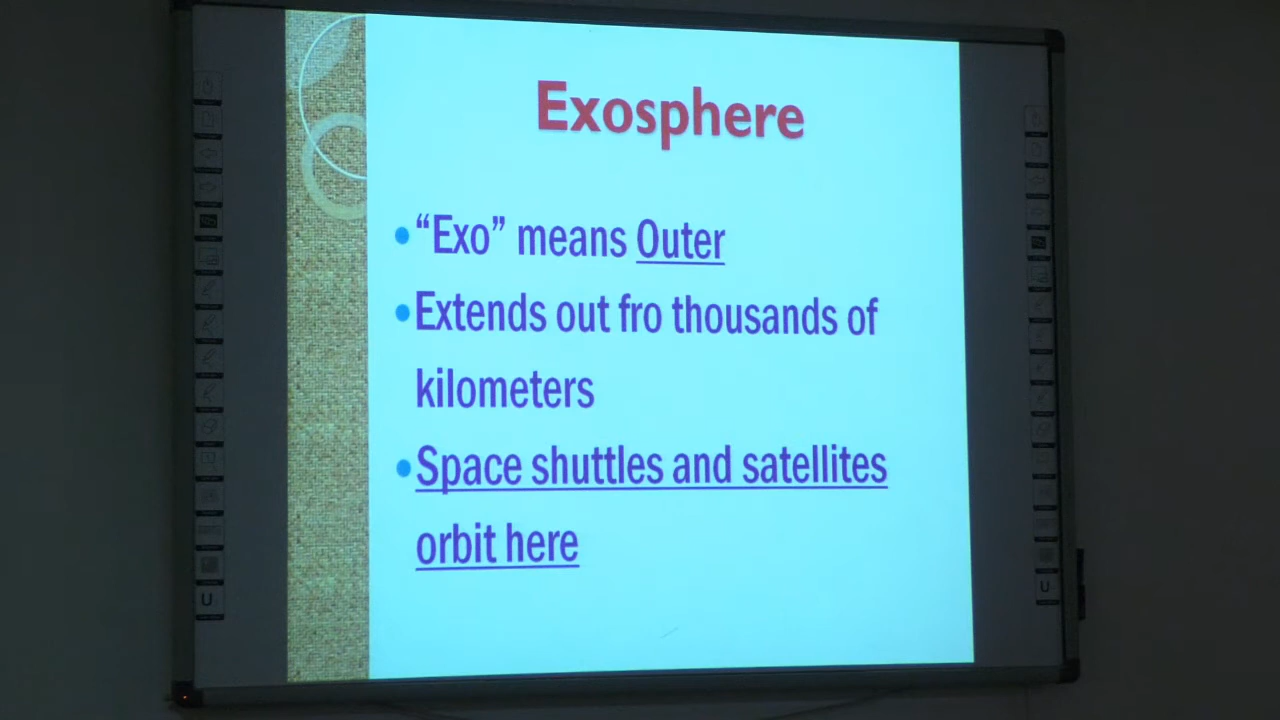 Exosphere
•“Exo” means Outer
•Extends out fro thousands of
kilometers
•Space shuttles and satellites
orbit here
U
U